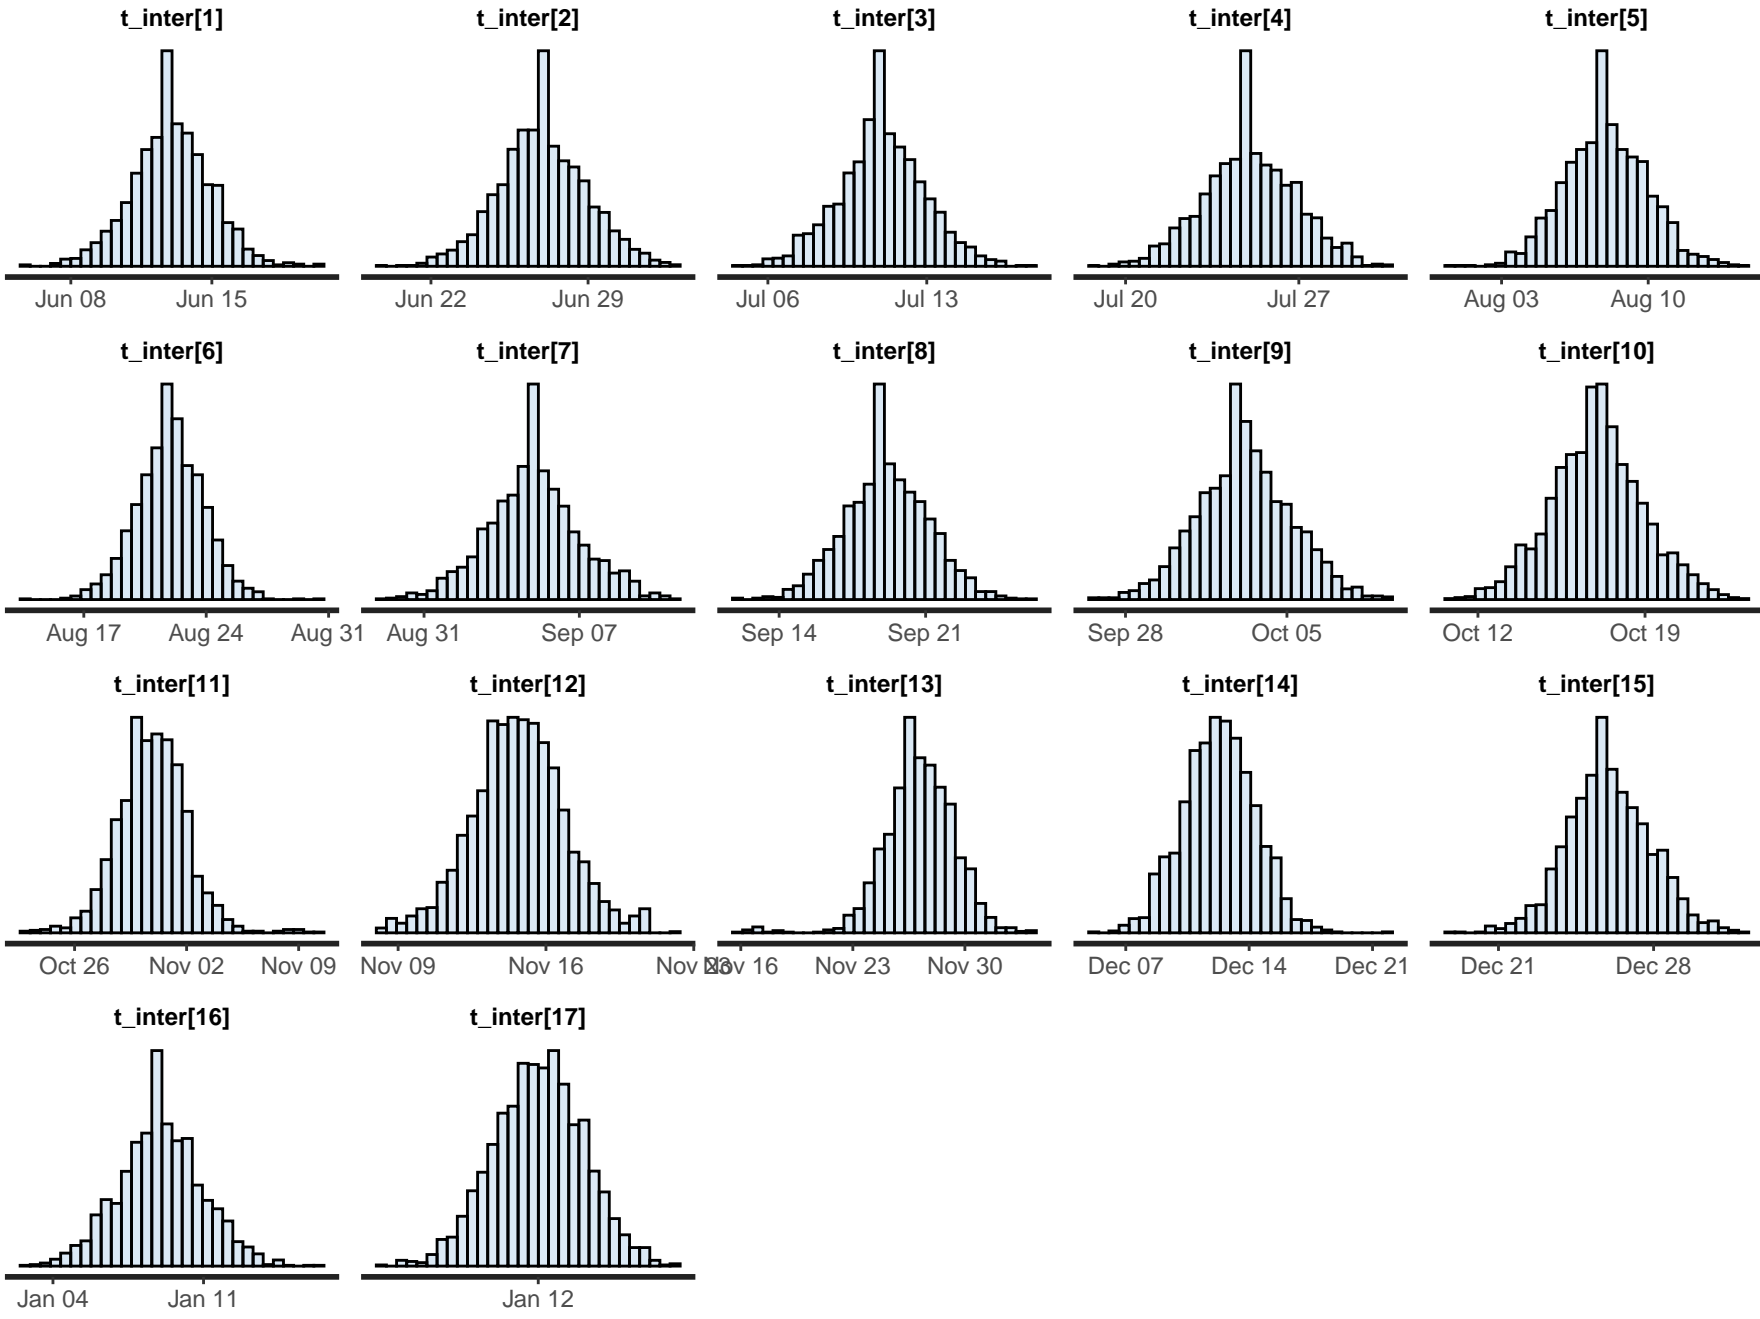 t_inter[1] t_inter[2] t_inter[3] t_inter[4] t_inter[5]
Jun 08 Jun 15 Jun 22 Jun 29 Jul 06 Jul 13 Jul 20 Jul 27 Aug 03 Aug 10
t_inter[6] t_inter[7] t_inter[8] t_inter[9] t_inter[10]
Aug 17 Aug 24 Aug 31 Aug 31 Sep 07 Sep 14 Sep 21 Sep 28 Oct 05 Oct 12 Oct 19
t_inter[11] t_inter[12] t_inter[13] t_inter[14] t_inter[15]
Oct 26 Nov 02 Nov 09 Nov 09 Nov 16 Nov 23 Nov 16 Nov 23 Nov 30 Dec 07 Dec 14 Dec 21 Dec 21 Dec 28
t_inter[16] t_inter[17]
Jan 04 Jan 11 Jan 12